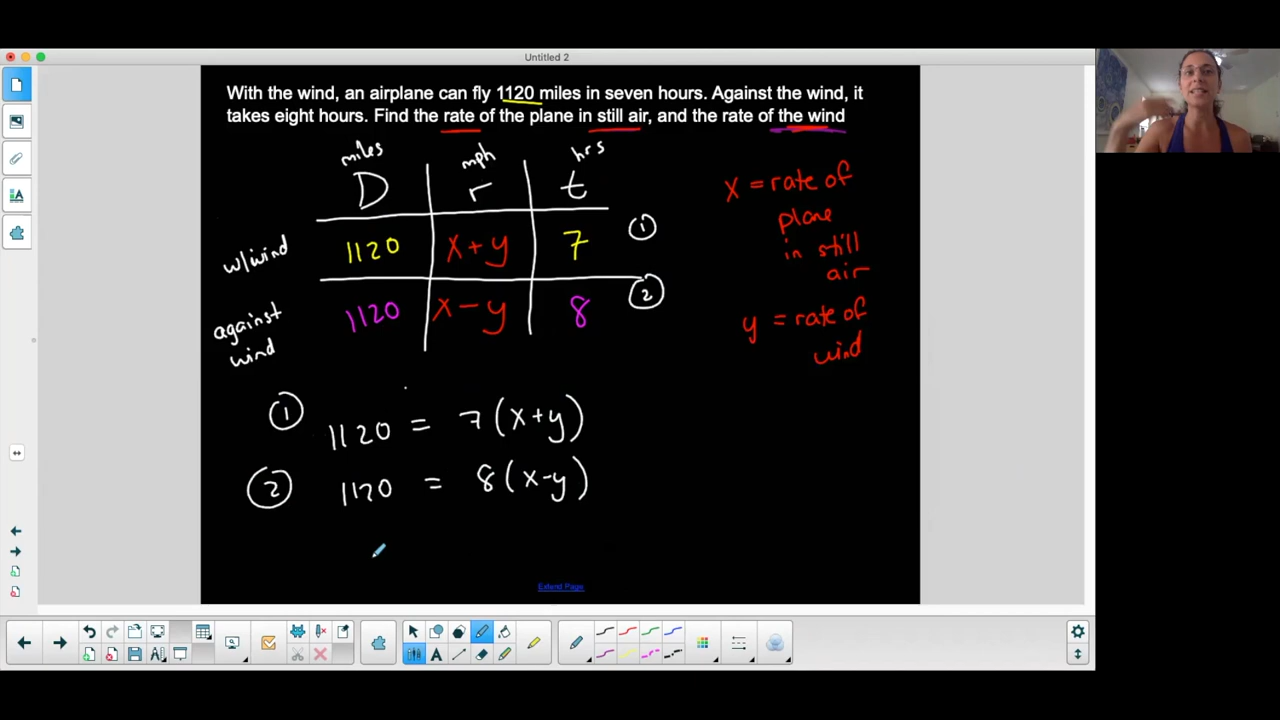 Untitled 2
With the wind, an airplane can fly 1120 miles in seven hours. Against the wind, it
takes eight hours. Find the rate of the plane in still air, and the rate of the wind
miles mph hrs
D r t
w/wind 1120 x+y 7 ①
against wind 1120 x-y 8 ②
x = rate of
plane
in still
air
y = rate of
wind
① 1120 = 7(x+y)
② 1120 = 8(x-y)
Extend Page